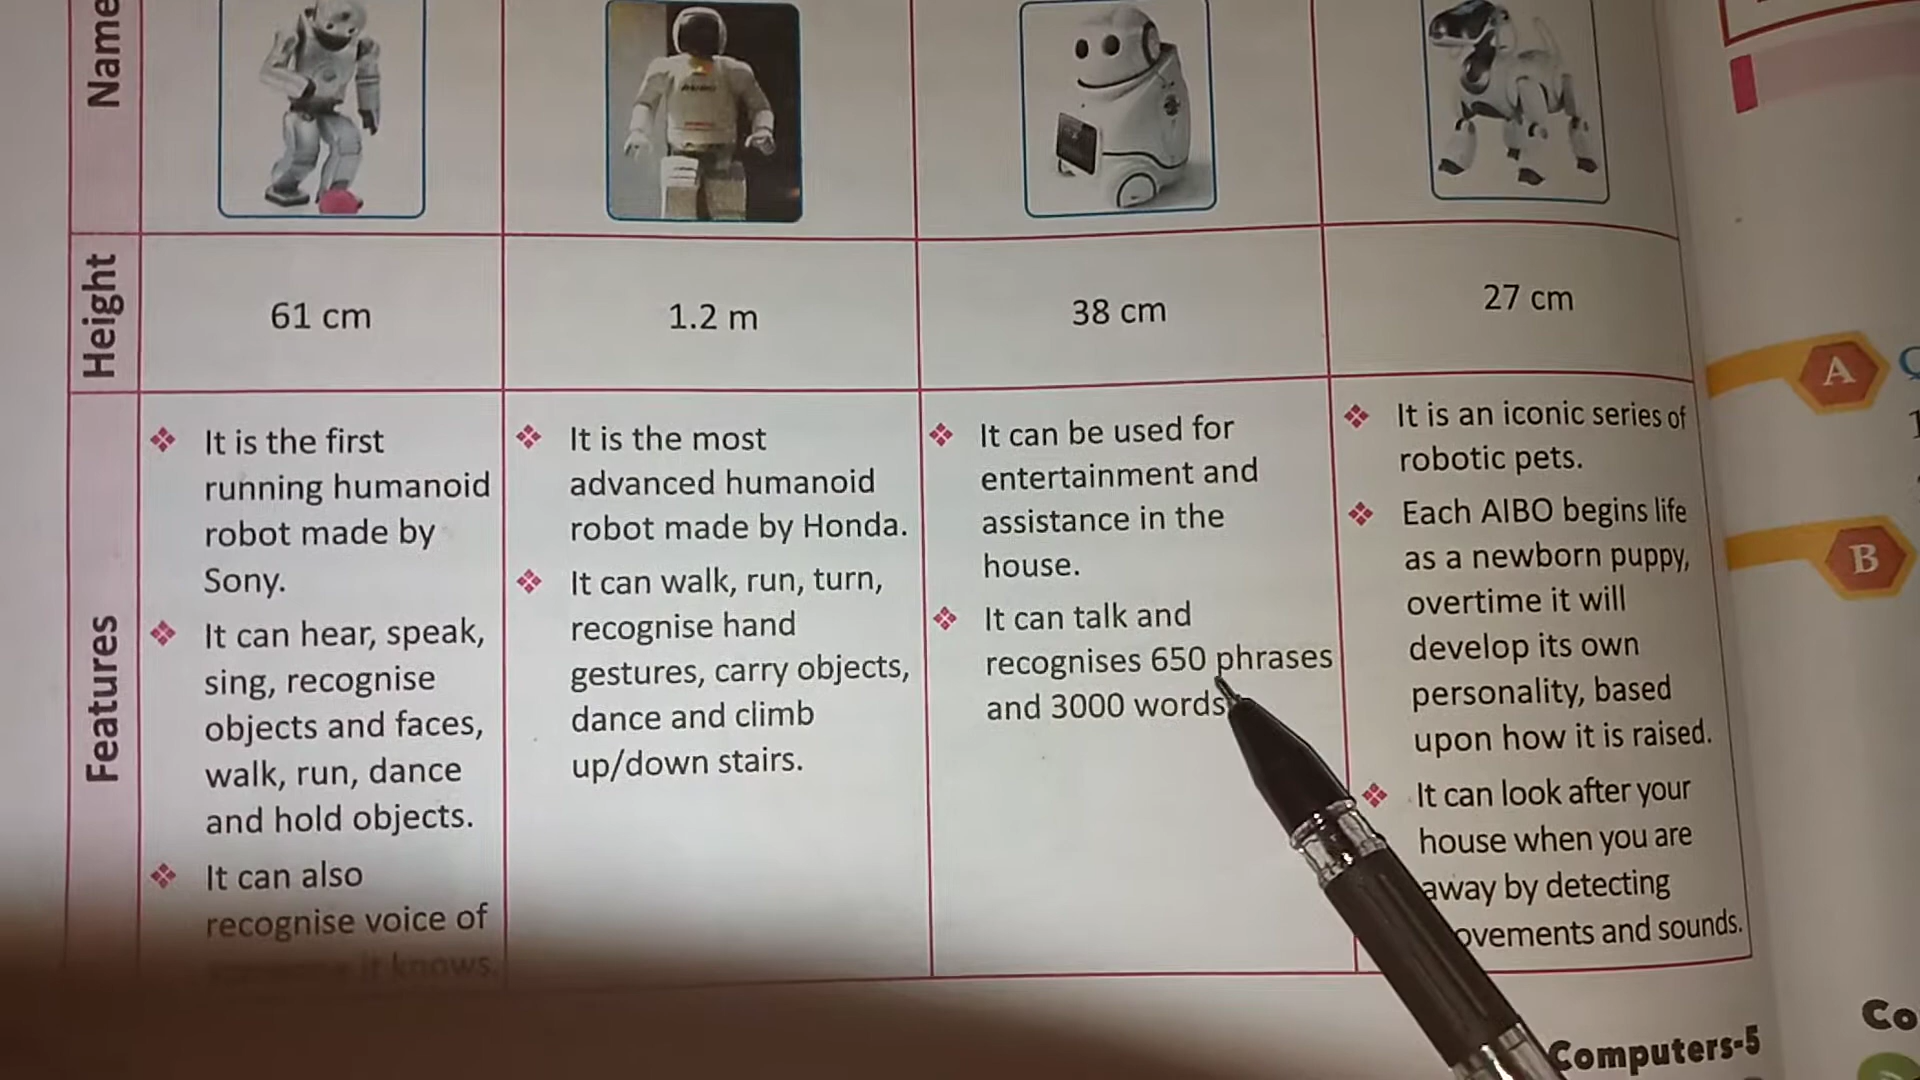 Name
Height
61 cm
1.2 m
38 cm
27 cm
Features
It is the first
running humanoid
robot made by
Sony.
It can hear, speak,
sing, recognise
objects and faces,
walk, run, dance
and hold objects.
It can also
recognise voice of
it knows.
It is the most
advanced humanoid
robot made by Honda.
It can walk, run, turn,
recognise hand
gestures, carry objects,
dance and climb
up/down stairs.
It can be used for
entertainment and
assistance in the
house.
It can talk and
recognises 650 phrases
and 3000 words
It is an iconic series of
robotic pets.
Each AIBO begins life
as a newborn puppy,
overtime it will
develop its own
personality, based
upon how it is raised.
It can look after your
house when you are
away by detecting
ovements and sounds.
Computers-5
A
B
Co